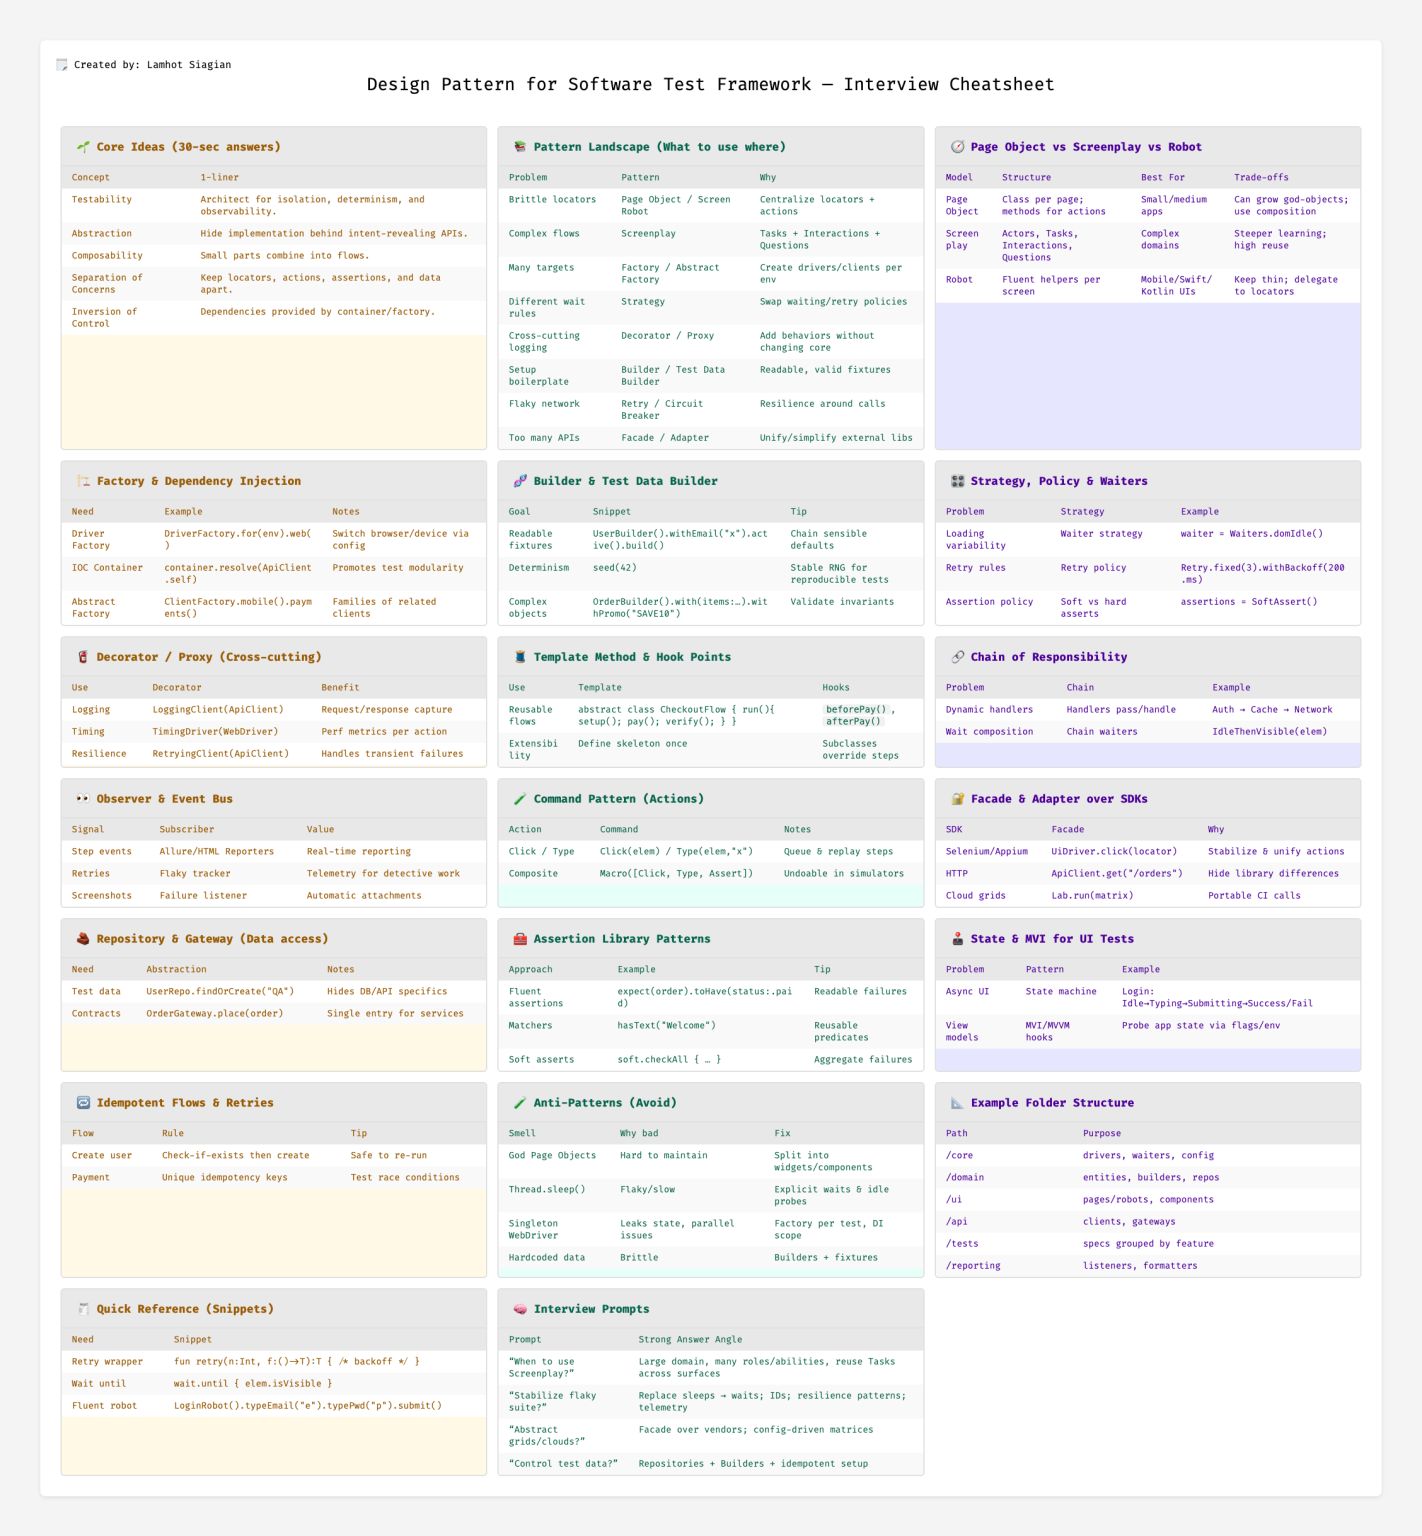 Created by: Lamhot Siagian
Design Pattern for Software Test Framework — Interview Cheatsheet
Core Ideas (30-sec answers)
Concept 1-liner
Testability Architect for isolation, determinism, and
observability.
Abstraction Hide implementation behind intent-revealing APIs.
Composability Small parts combine into flows.
Separation of Keep locators, actions, assertions, and data
Concerns apart.
Inversion of Dependencies provided by container/factory.
Control
Pattern Landscape (What to use where)
Problem Pattern Why
Brittle locators Page Object / Screen Centralize locators +
Robot actions
Complex flows Screenplay Tasks + Interactions +
Questions
Many targets Factory / Abstract Create drivers/clients per
Factory env
Different wait Strategy Swap waiting/retry policies
rules
Cross-cutting Decorator / Proxy Add behaviors without
logging changing core
Setup Builder / Test Data Readable, valid fixtures
boilerplate Builder
Flaky network Retry / Circuit Resilience around calls
Breaker
Too many APIs Facade / Adapter Unify/simplify external libs
Page Object vs Screenplay vs Robot
Model Structure Best For Trade-offs
Page Class per page; Small/medium Can grow god-objects;
Object methods for actions apps use composition
Screen Actors, Tasks, Complex Steeper learning;
play Interactions, domains high reuse
Questions
Robot Fluent helpers per Mobile/Swift/ Keep thin; delegate
screen Kotlin UIs to locators
Factory & Dependency Injection
Need Example Notes
Driver DriverFactory.for(env).web( Switch browser/device via
Factory ) config
IOC Container container.resolve(ApiClient Promotes test modularity
.self)
Abstract ClientFactory.mobile().paym Families of related
Factory ents() clients
Builder & Test Data Builder
Goal Snippet Tip
Readable UserBuilder().withEmail("x").act Chain sensible
fixtures ive().build() defaults
Determinism seed(42) Stable RNG for
reproducible tests
Complex OrderBuilder().with(items:…).wit Validate invariants
objects hPromo("SAVE10")
Strategy, Policy & Waiters
Problem Strategy Example
Loading Waiter strategy waiter = Waiters.domIdle()
variability
Retry rules Retry policy Retry.fixed(3).withBackoff(200
.ms)
Assertion policy Soft vs hard assertions = SoftAssert()
asserts
Decorator / Proxy (Cross-cutting)
Use Decorator Benefit
Logging LoggingClient(ApiClient) Request/response capture
Timing TimingDriver(WebDriver) Perf metrics per action
Resilience RetryingClient(ApiClient) Handles transient failures
Template Method & Hook Points
Use Template Hooks
Reusable abstract class CheckoutFlow { run(){ beforePay() ,
flows setup(); pay(); verify(); } } afterPay()
Extensibi Define skeleton once Subclasses
lity override steps
Chain of Responsibility
Problem Chain Example
Dynamic handlers Handlers pass/handle Auth → Cache → Network
Wait composition Chain waiters IdleThenVisible(elem)
Observer & Event Bus
Signal Subscriber Value
Step events Allure/HTML Reporters Real-time reporting
Retries Flaky tracker Telemetry for detective work
Screenshots Failure listener Automatic attachments
Command Pattern (Actions)
Action Command Notes
Click / Type Click(elem) / Type(elem,"x") Queue & replay steps
Composite Macro([Click, Type, Assert]) Undoable in simulators
Facade & Adapter over SDKs
SDK Facade Why
Selenium/Appium UiDriver.click(locator) Stabilize & unify actions
HTTP ApiClient.get("/orders") Hide library differences
Cloud grids Lab.run(matrix) Portable CI calls
Repository & Gateway (Data access)
Need Abstraction Notes
Test data UserRepo.findOrCreate("QA") Hides DB/API specifics
Contracts OrderGateway.place(order) Single entry for services
Assertion Library Patterns
Approach Example Tip
Fluent expect(order).toHave(status:.pai Readable failures
assertions d)
Matchers hasText("Welcome") Reusable
predicates
Soft asserts soft.checkAll { … } Aggregate failures
State & MVI for UI Tests
Problem Pattern Example
Async UI State machine Login:
Idle→Typing→Submitting→Success/Fail
View MVI/MVVM Probe app state via flags/env
models hooks
Idempotent Flows & Retries
Flow Rule Tip
Create user Check-if-exists then create Safe to re-run
Payment Unique idempotency keys Test race conditions
Anti-Patterns (Avoid)
Smell Why bad Fix
God Page Objects Hard to maintain Split into
widgets/components
Thread.sleep() Flaky/slow Explicit waits & idle
probes
Singleton Leaks state, parallel Factory per test, DI
WebDriver issues scope
Hardcoded data Brittle Builders + fixtures
Example Folder Structure
Path Purpose
/core drivers, waiters, config
/domain entities, builders, repos
/ui pages/robots, components
/api clients, gateways
/tests specs grouped by feature
/reporting listeners, formatters
Quick Reference (Snippets)
Need Snippet
Retry wrapper fun retry(n:Int, f:()->T):T { /* backoff */ }
Wait until wait.until { elem.isVisible }
Fluent robot LoginRobot().typeEmail("e").typePwd("p").submit()
Interview Prompts
Prompt Strong Answer Angle
“When to use Large domain, many roles/abilities, reuse Tasks
Screenplay?” across surfaces
“Stabilize flaky Replace sleeps → waits; IDs; resilience patterns;
suite?” telemetry
“Abstract Facade over vendors; config-driven matrices
grids/clouds?”
“Control test data?” Repositories + Builders + idempotent setup